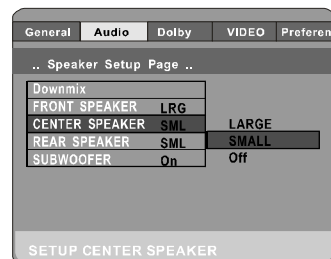 General Audio Dolby VIDEO Preferen
.. Speaker Setup Page ..
Downmix
FRONT SPEAKER LRG
CENTER SPEAKER SML LARGE
REAR SPEAKER SML SMALL
SUBWOOFER On Off
SETUP CENTER SPEAKER